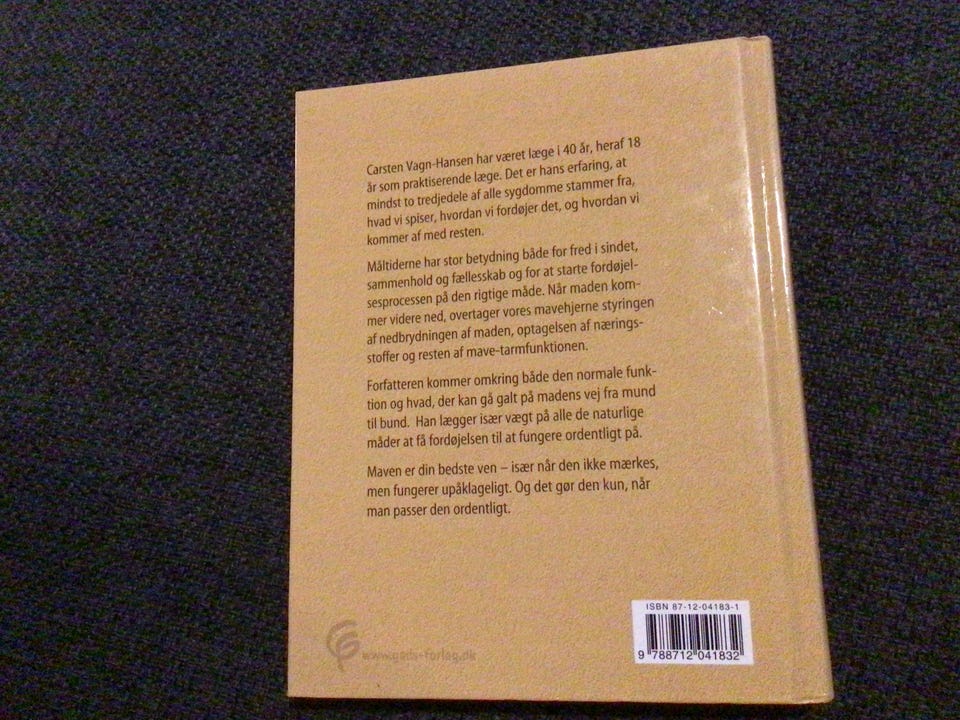 Carsten Vagn-Hansen har været læge i 40 år, heraf 18
år som praktiserende læge. Det er hans erfaring, at
mindst to tredjedele af alle sygdomme stammer fra,
hvad vi spiser, hvordan vi fordøjer det, og hvordan vi
kommer af med resten.
Måltiderne har stor betydning både for fred i sindet,
sammenhold og fællesskab og for at starte fordøjel-
sesprocessen på den rigtige måde. Når maden kom-
mer videre ned, overtager vores mavehjerne styringen
af nedbrydningen af maden, optagelsen af nærings-
stoffer og resten af mave-tarmfunktionen.
Forfatteren kommer omkring både den normale funk-
tion og hvad, der kan gå galt på madens vej fra mund
til bund. Han lægger især vægt på alle de naturlige
måder at få fordøjelsen til at fungere ordentligt på.
Maven er din bedste ven – især når den ikke mærkes,
men fungerer upåklageligt. Og det gør den kun, når
man passer den ordentligt.
ISBN 87-12-04183-1
9 788712 041832
www.gads-forlag.dk